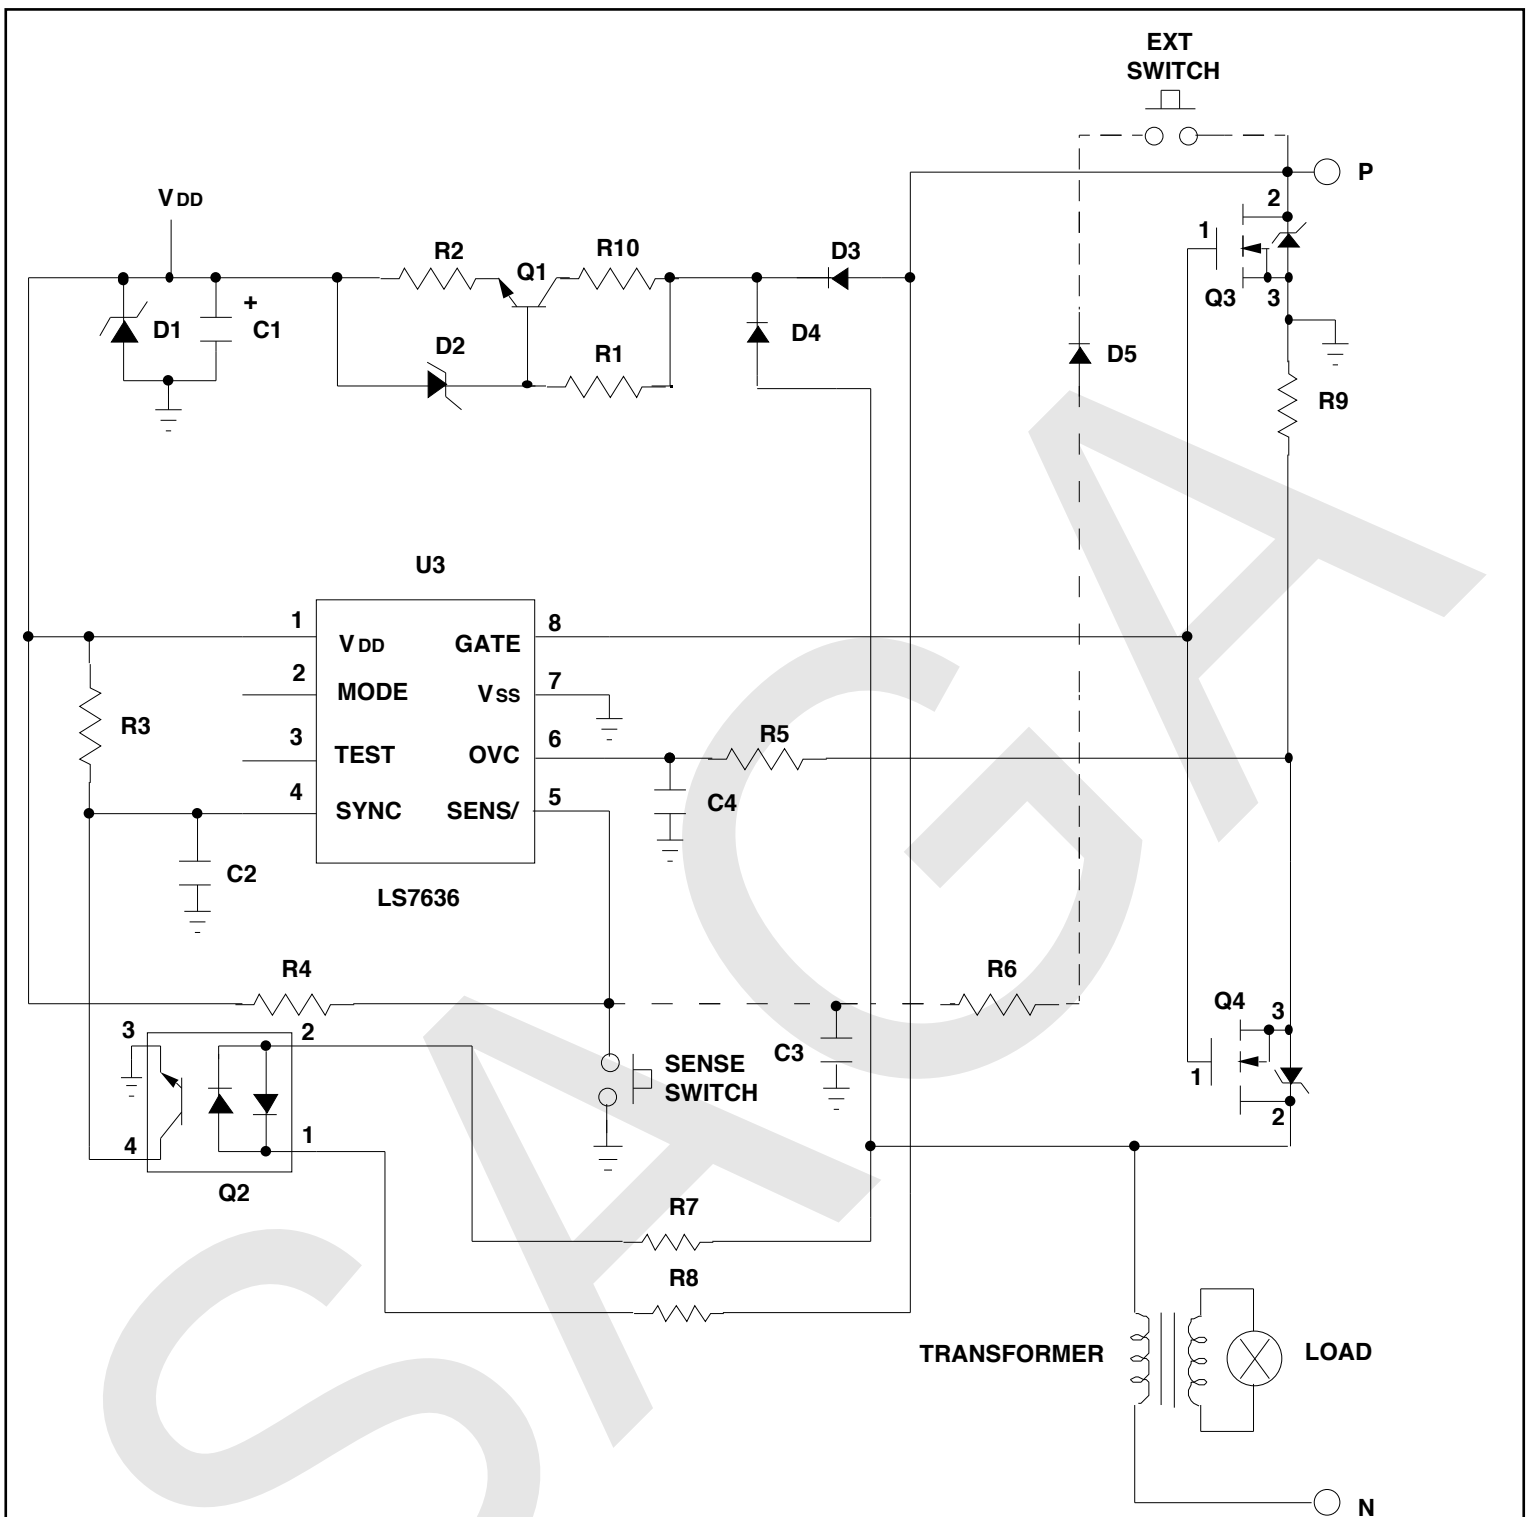 EXT
SWITCH
P
VDD
2
1
R2
Q1
R10
D3
Q3
3
+
D1
C1
D2
R1
D4
D5
R9
U3
1
VDD
GATE
8
2
MODE
VSS
7
R3
3
TEST
OVC
6
R5
4
SYNC
SENS/
5
C4
C2
LS7636
R4
R6
Q4
3
3
2
SENSE
SWITCH
C3
1
4
1
2
Q2
R7
R8
TRANSFORMER
LOAD
N
SAGA